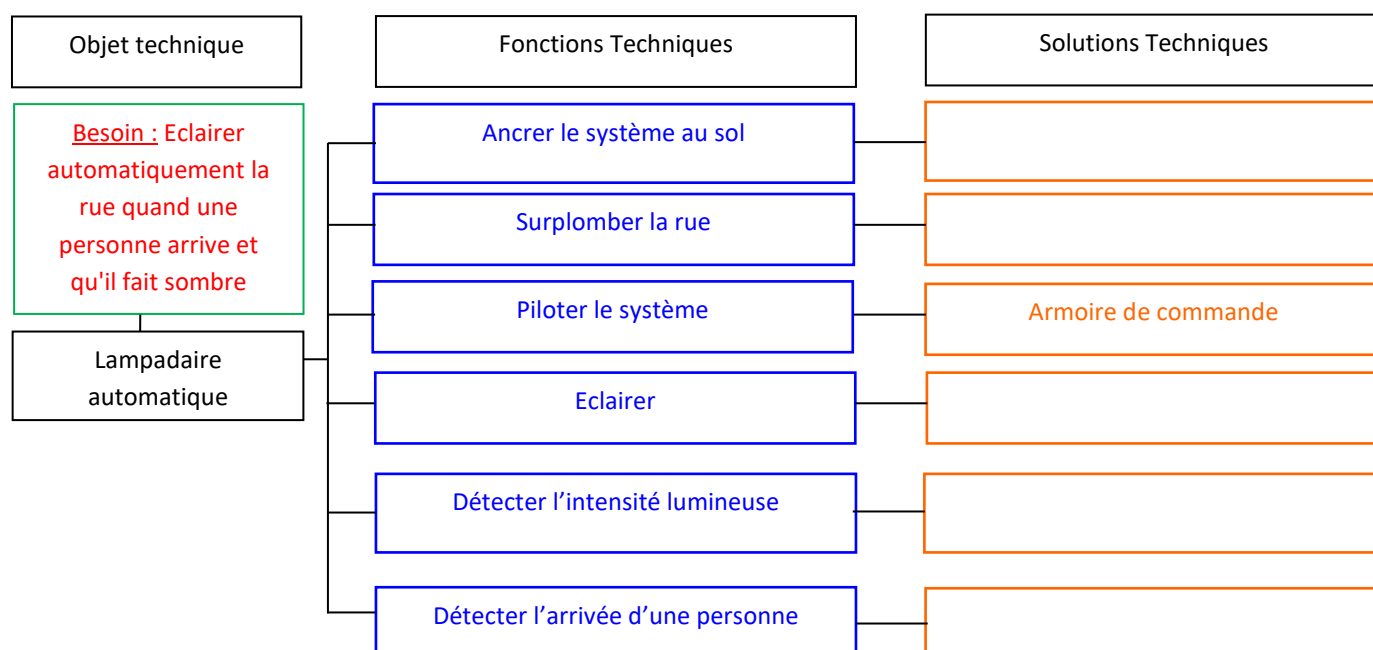 Objet technique
Fonctions Techniques
Solutions Techniques
Besoin : Eclairer
automatiquement la
rue quand une
personne arrive et
qu'il fait sombre
Lampadaire
automatique
Ancrer le système au sol
Surplomber la rue
Piloter le système
Armoire de commande
Eclairer
Détecter l’intensité lumineuse
Détecter l’arrivée d’une personne